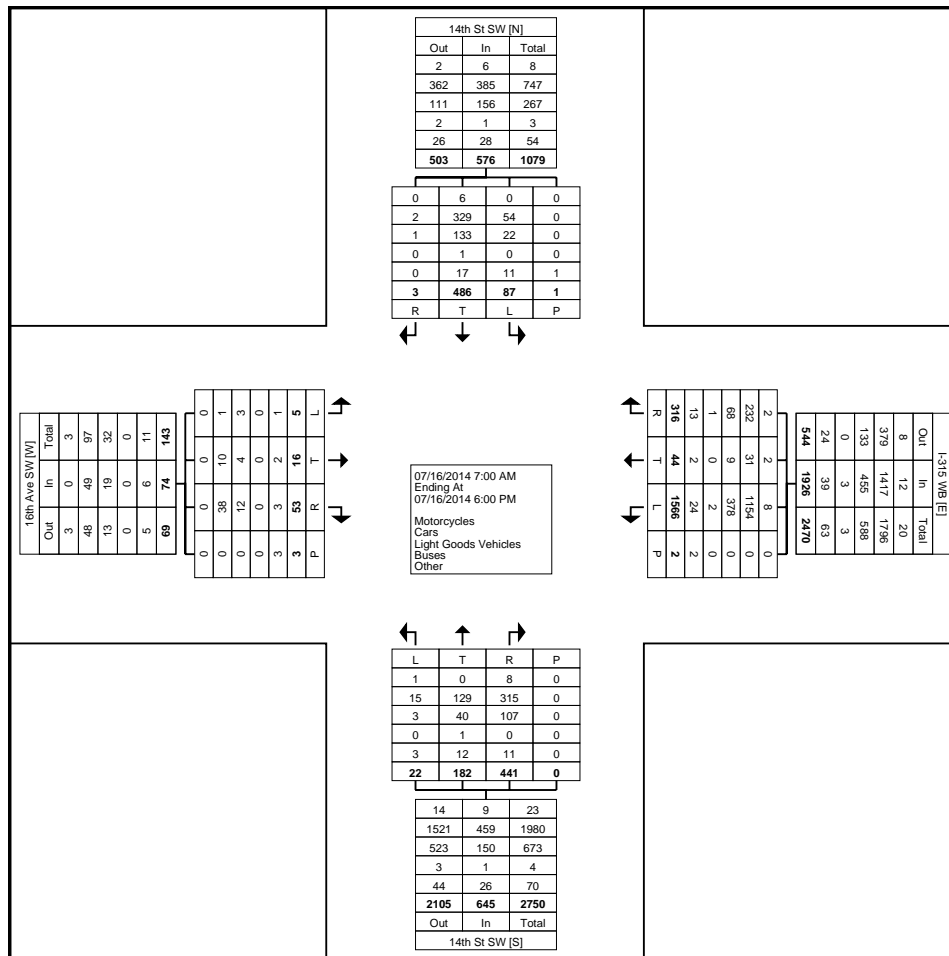 14th St SW [N]
Out In Total
2 6 8
362 385 747
111 156 267
2 1 3
26 28 54
503 576 1079
0 6 0 0
2 329 54 0
1 133 22 0
0 1 0 0
0 17 11 1
3 486 87 1
R T L P
16th Ave SW [W]
Out In Total
3 0 3
48 49 97
13 19 32
0 0 0
5 6 11
69 74 143
0 0 0 0
0 38 10 1
0 12 4 3
0 0 0 0
3 3 2 1
3 53 16 5
P R T L
07/16/2014 7:00 AM
Ending At
07/16/2014 6:00 PM
Motorcycles
Cars
Light Goods Vehicles
Buses
Other
I-315 WB [E]
Out In Total
8 12 20
379 1417 1796
133 455 588
0 3 3
24 39 63
544 1926 2470
2 2 8 0
232 31 1154 0
68 9 378 0
1 0 2 0
13 2 24 2
316 44 1566 2
R T L P
L T R P
1 0 8 0
15 129 315 0
3 40 107 0
0 1 0 0
3 12 11 0
22 182 441 0
14 9 23
1521 459 1980
523 150 673
3 1 4
44 26 70
2105 645 2750
Out In Total
14th St SW [S]